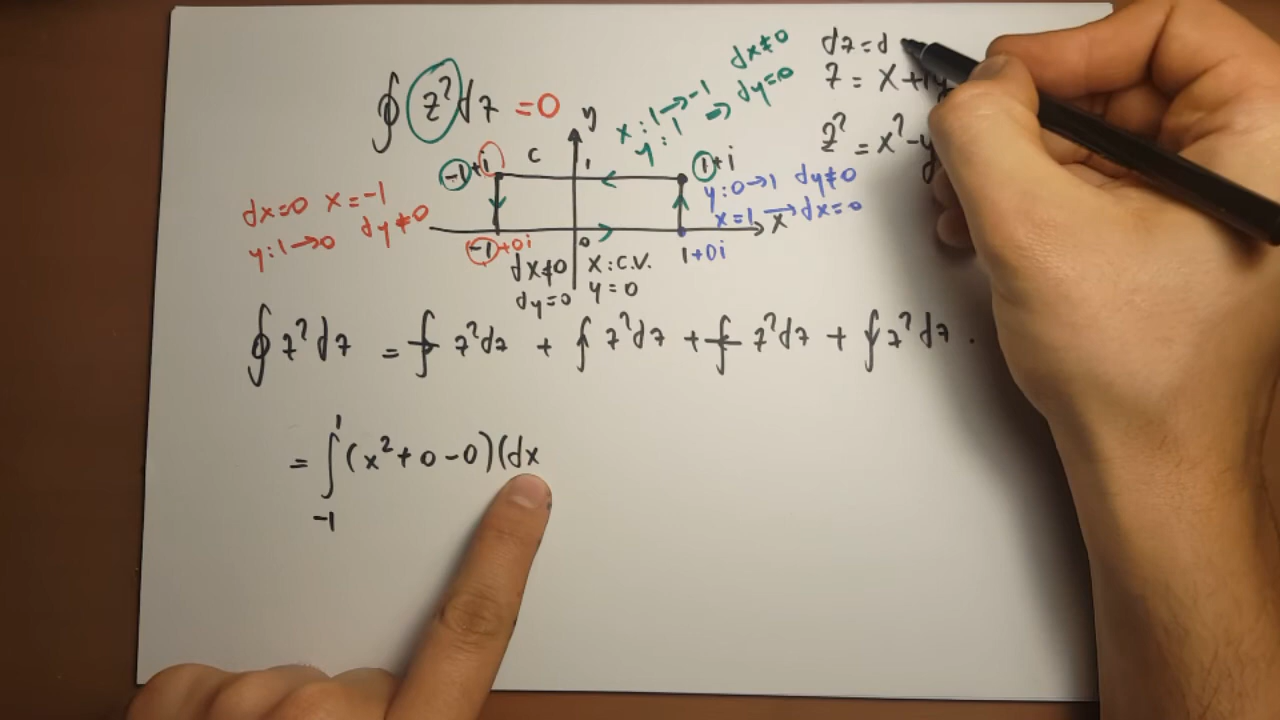 ∮ z² dz = 0
dz = d
z = x + iy
z² = x² - y
x : 1 → -1 dx ≠ 0
y : 1 ⇒ dy = 0
y
C
1
-1 + i
1 + i
y : 0 → 1 dy ≠ 0
x = 1 → dx = 0
x
dx = 0 x = -1
y : 1 → 0 dy ≠ 0
-1 + 0i
0
1 + 0i
dx ≠ 0 x : C.V.
dy = 0 y = 0
∮ z² dz = ∮ z² dz + ∮ z² dz + ∮ z² dz + ∮ z² dz .
= ∫₋₁¹ (x² + 0 - 0)(dx